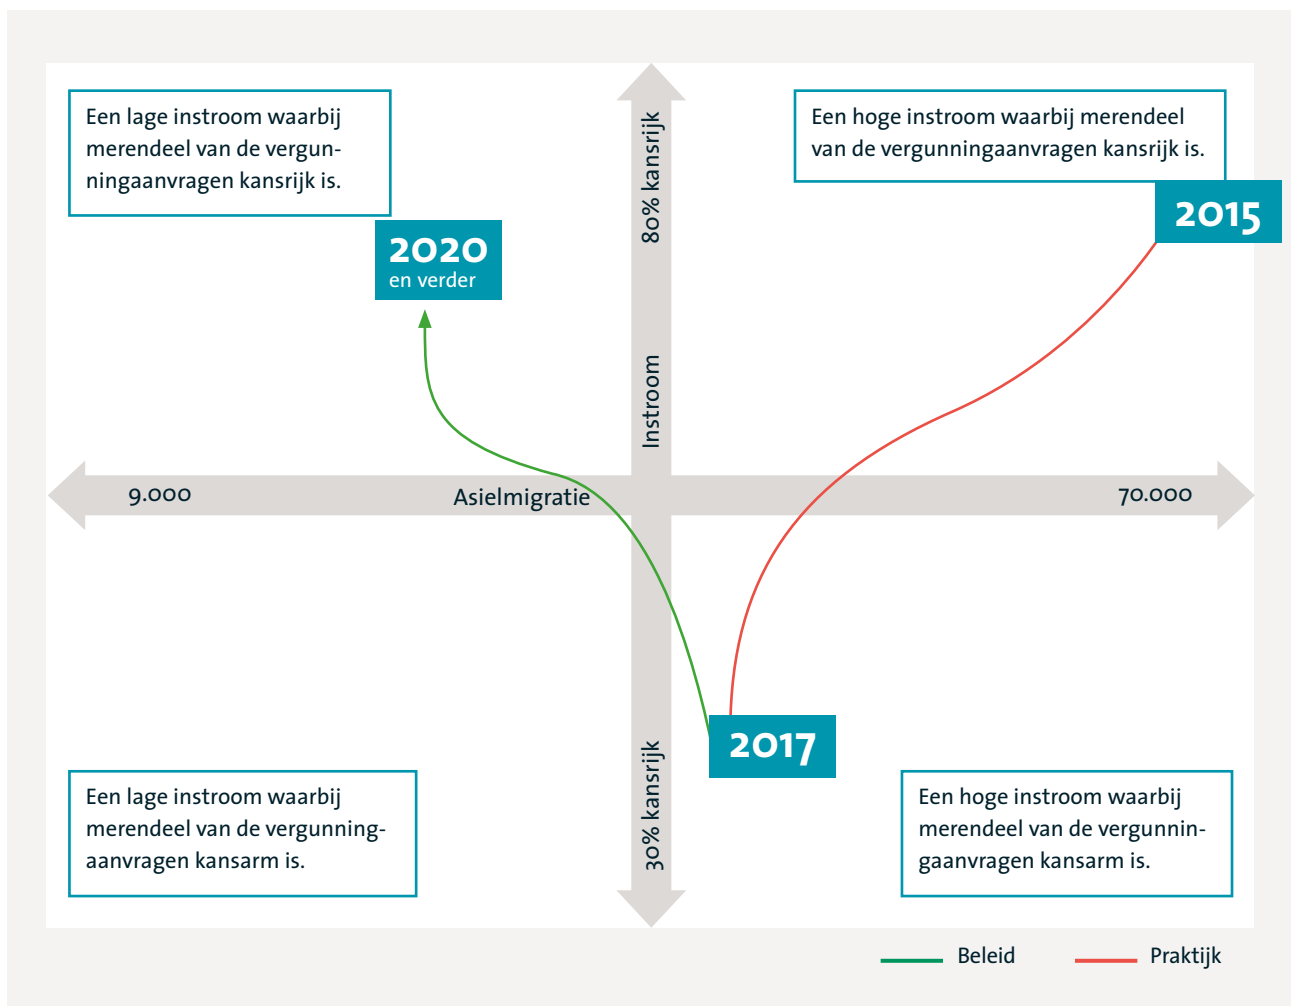 Een lage instroom waarbij
merendeel van de vergun-
ningaanvragen kansrijk is.
Een hoge instroom waarbij merendeel
van de vergunningaanvragen kansrijk is.
80% kansrijk
2015
2020
en verder
Instroom
9.000
Asielmigratie
70.000
2017
30% kansrijk
Een lage instroom waarbij
merendeel van de vergunning-
aanvragen kansarm is.
Een hoge instroom waarbij
merendeel van de vergunnin-
gaanvragen kansarm is.
Beleid
Praktijk